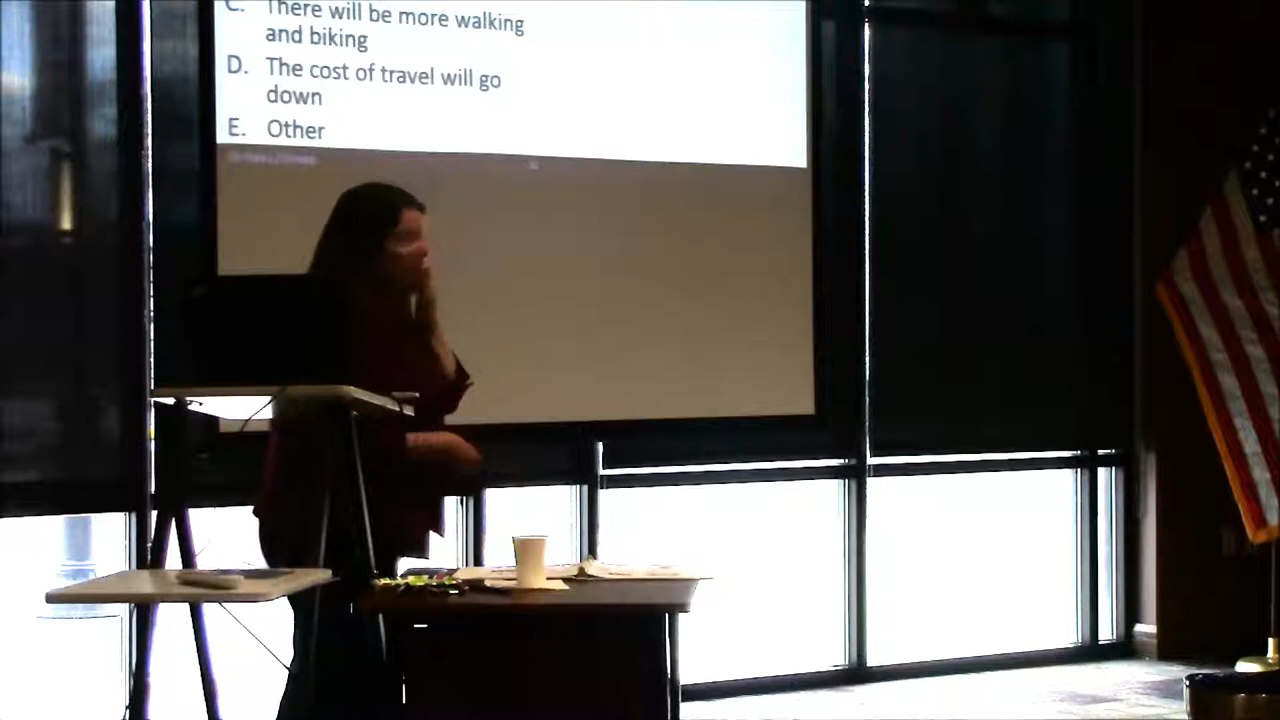 C. There will be more walking
and biking
D. The cost of travel will go
down
E. Other